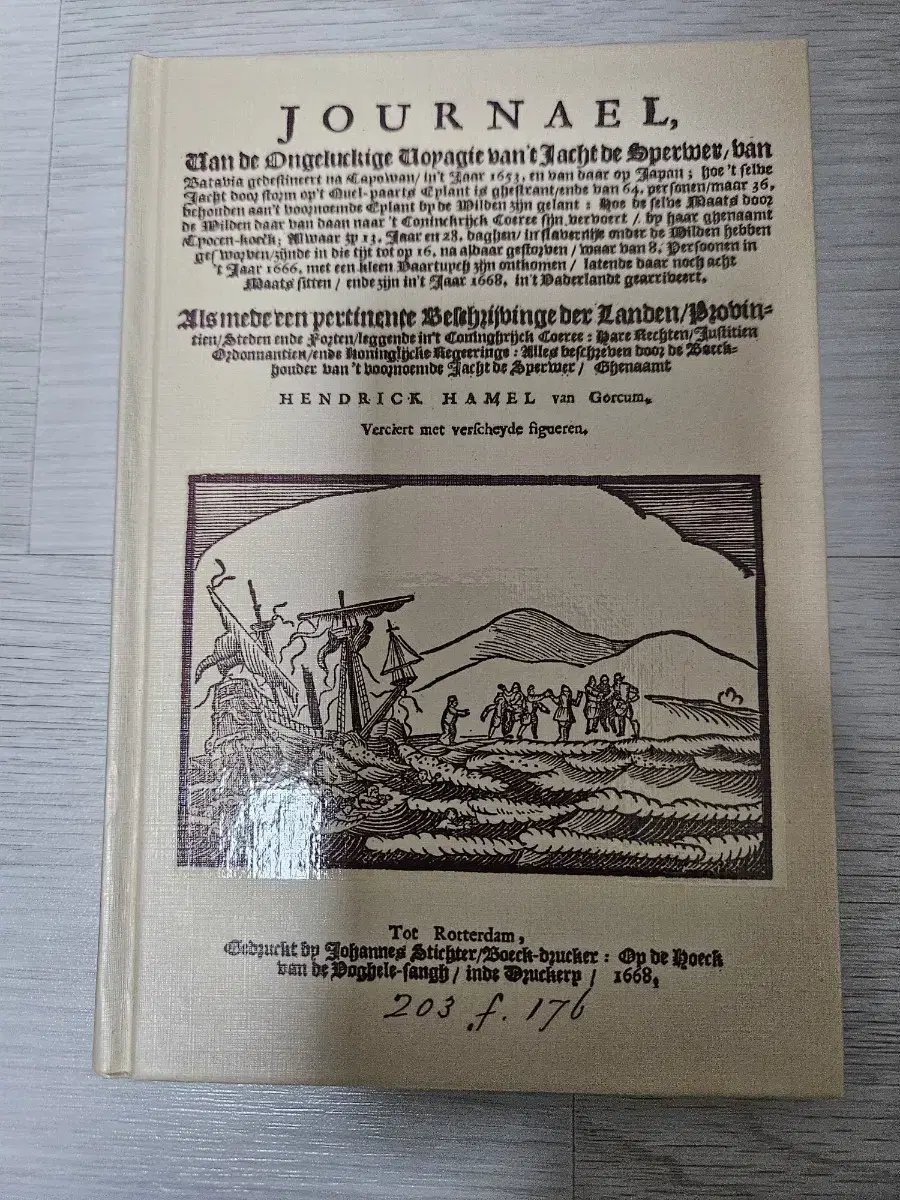 JOURNAEL,
Van de Ongeluckige Voyagie van't Jacht de Sperwer/van
Batavia gedestineert na Tayowan/in't Jaar 1653. en van daar op Japan; hoe 't selve
Jacht door storm op't Quel-paarts Eylant is ghestrant/ende van 64. personen/maar 36.
behouden aan't voornoemde Eylant by de Wilden zijn gelant: Hoe de selve Maats door
de Wilden daar van daan naar 't Coninckrijck Coeree sijn vervoert/by haar ghenaamt
Tyocen-koeck; Alwaar zy 13. Jaar en 28. daghen/in slavernije onder de Wilden hebben
gesworven/zijnde in die tijt tot op 16. na aldaar gestorven/waar van 8. Persoonen in
't Jaar 1666. met een kleen Vaartuych zijn ontkomen/latende daar noch acht
Maats sitten/ende zijn in't Jaar 1668. in't Vaderlandt gearriveert.
Als mede een pertinente Beschrijvinge der Landen/Provin-
tien/Steden ende Forten/leggende in't Coninghrijck Coeree: Hare Rechten/Justitien
Ordonnantien/ende Koninglijcke Regeeringe: Alles beschreven door de Boeck-
houder van 't voornoemde Jacht de Sperwer/Ghenaamt
HENDRICK HAMEL van Gorcum.
Verciert met verscheyde figueren.
Tot Rotterdam,
Gedruckt by Johannes Stichter/Boeck-drucker: Op de Hoeck
van de Voghele-sangh/inde Druckery/1668.
203 f. 176